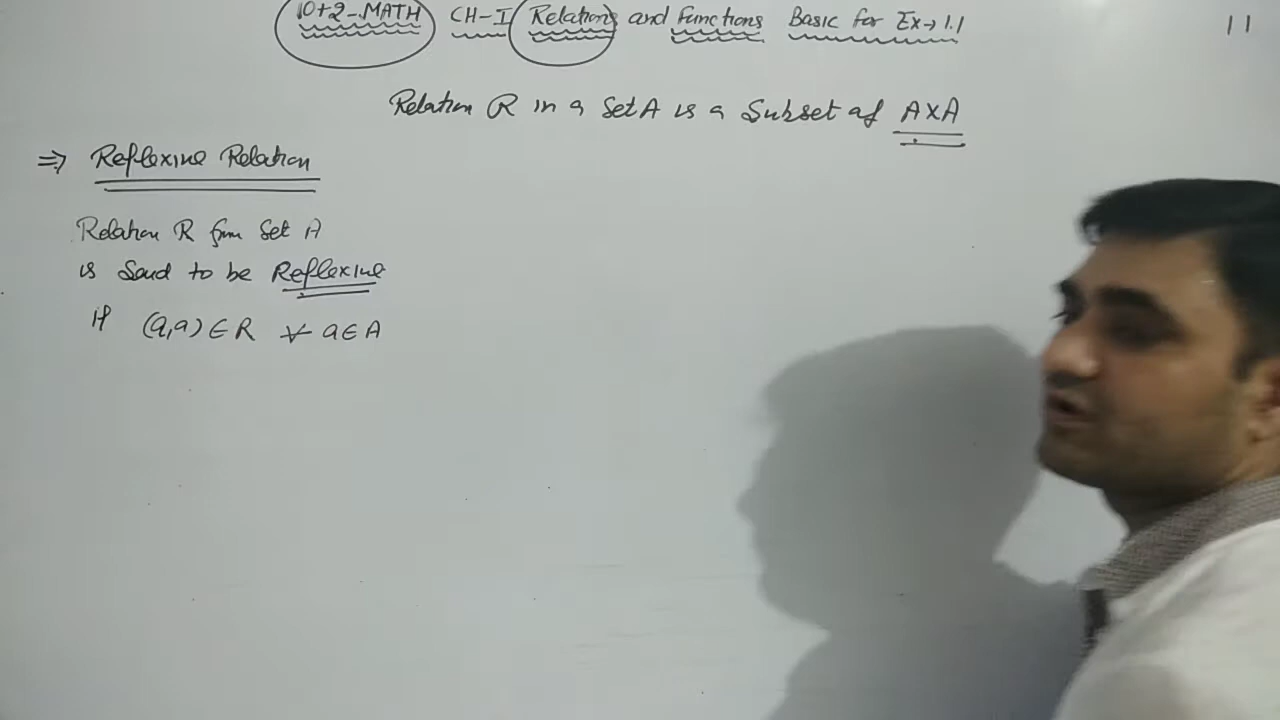 10+2-MATH CH-I Relations and Functions Basic for Ex→1.1 11
Relation R in a Set A is a Subset of A×A
⇒ Reflexive Relation
Relation R from Set A
is Said to be Reflexive
If (a,a) ∈ R ∀ a ∈ A